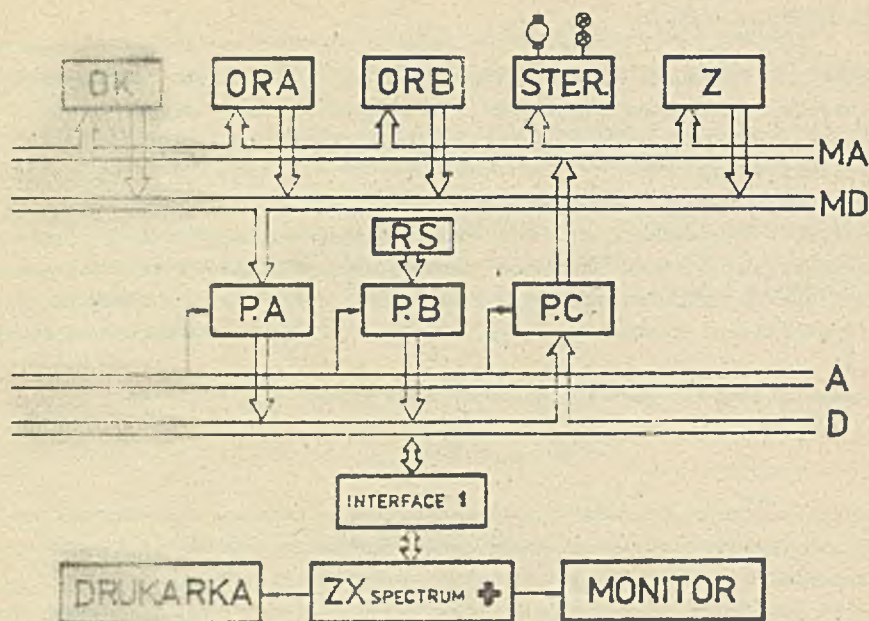 OK ORA ORB STER. Z
MA
MD
RS
P.A P.B P.C
A
D
INTERFACE 1
DRUKARKA ZX SPECTRUM + MONITOR